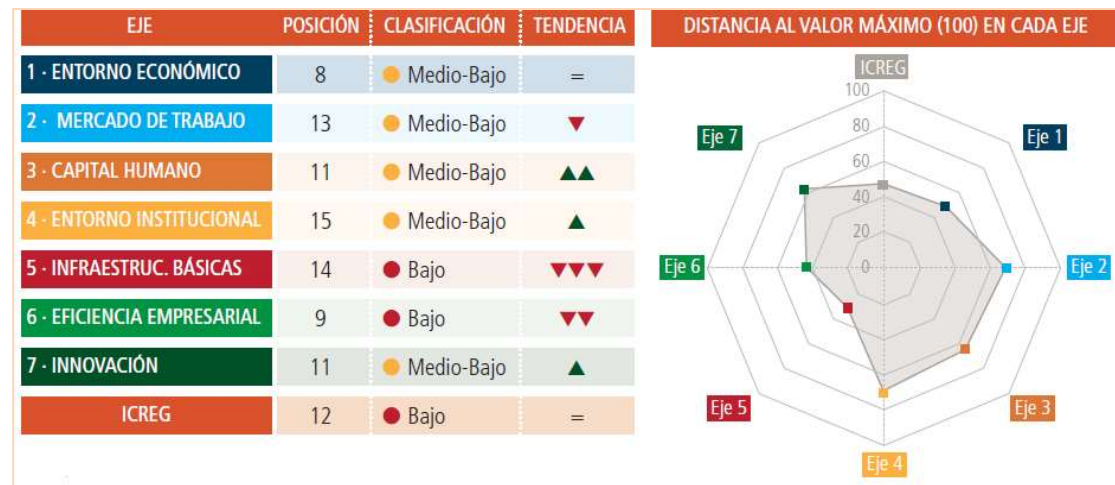 EJE POSICIÓN CLASIFICACIÓN TENDENCIA
1 · ENTORNO ECONÓMICO 8 Medio-Bajo =
2 · MERCADO DE TRABAJO 13 Medio-Bajo ▼
3 · CAPITAL HUMANO 11 Medio-Bajo ▲▲
4 · ENTORNO INSTITUCIONAL 15 Medio-Bajo ▲
5 · INFRAESTRUC. BÁSICAS 14 Bajo ▼▼▼
6 · EFICIENCIA EMPRESARIAL 9 Bajo ▼▼
7 · INNOVACIÓN 11 Medio-Bajo ▲
ICREG 12 Bajo =
DISTANCIA AL VALOR MÁXIMO (100) EN CADA EJE
ICREG
100
80
Eje 7
Eje 1
60
40
20
Eje 6
0
Eje 2
Eje 5
Eje 3
Eje 4